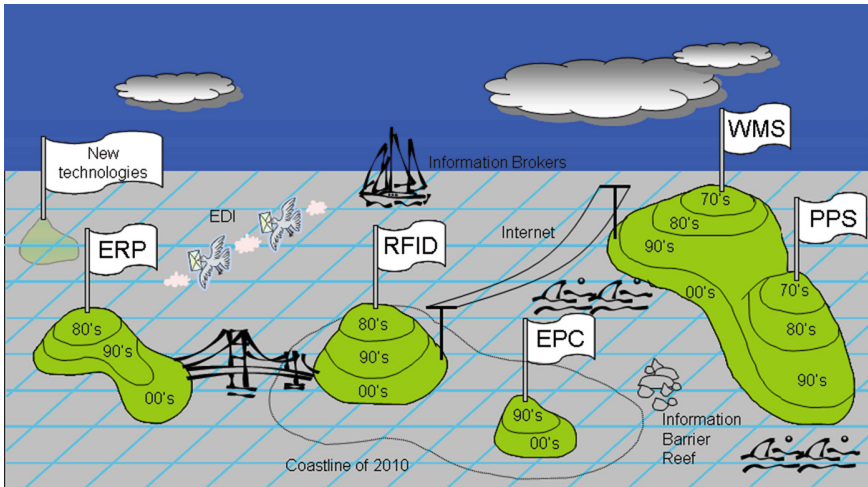 WMS
New
technologies
Information Brokers
70's
EDI
80's
PPS
ERP
RFID
Internet
90's
00's
70's
80's
80's
80's
EPC
90's
90's
90's
00's
00's
90's
00's
Information
Barrier
Reef
Coastline of 2010